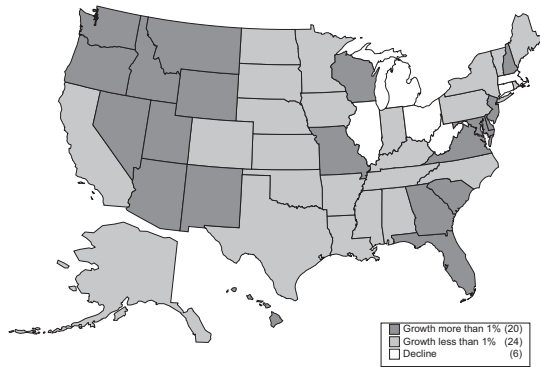 Growth more than 1% (20)
Growth less than 1% (24)
Decline (6)